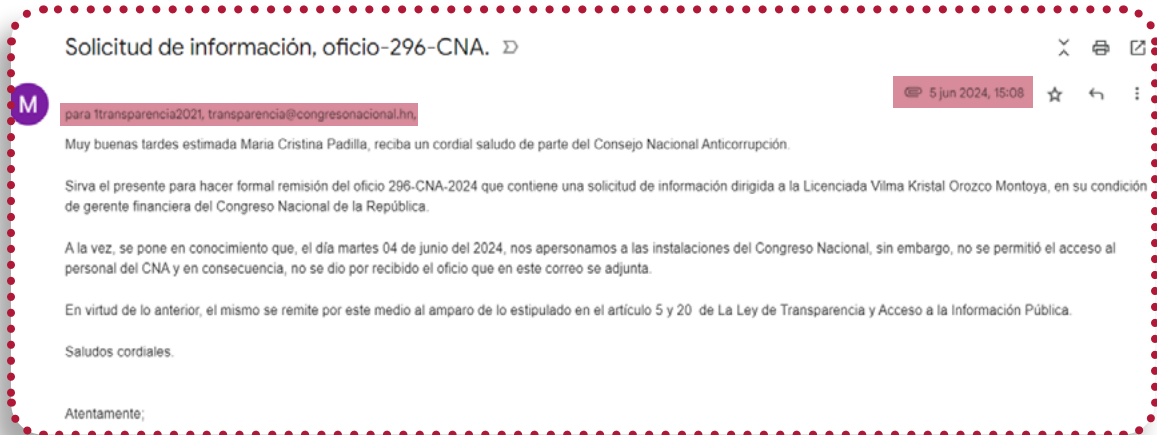 Solicitud de información, oficio-296-CNA.
M
5 jun 2024, 15:08
para 1transparencia2021, transparencia@congresonacional.hn,
Muy buenas tardes estimada Maria Cristina Padilla, reciba un cordial saludo de parte del Consejo Nacional Anticorrupción.
Sirva el presente para hacer formal remisión del oficio 296-CNA-2024 que contiene una solicitud de información dirigida a la Licenciada Vilma Kristal Orozco Montoya, en su condición
de gerente financiera del Congreso Nacional de la República.
A la vez, se pone en conocimiento que, el día martes 04 de junio del 2024, nos apersonamos a las instalaciones del Congreso Nacional, sin embargo, no se permitió el acceso al
personal del CNA y en consecuencia, no se dio por recibido el oficio que en este correo se adjunta.
En virtud de lo anterior, el mismo se remite por este medio al amparo de lo estipulado en el artículo 5 y 20 de La Ley de Transparencia y Acceso a la Información Pública.
Saludos cordiales.
Atentamente;